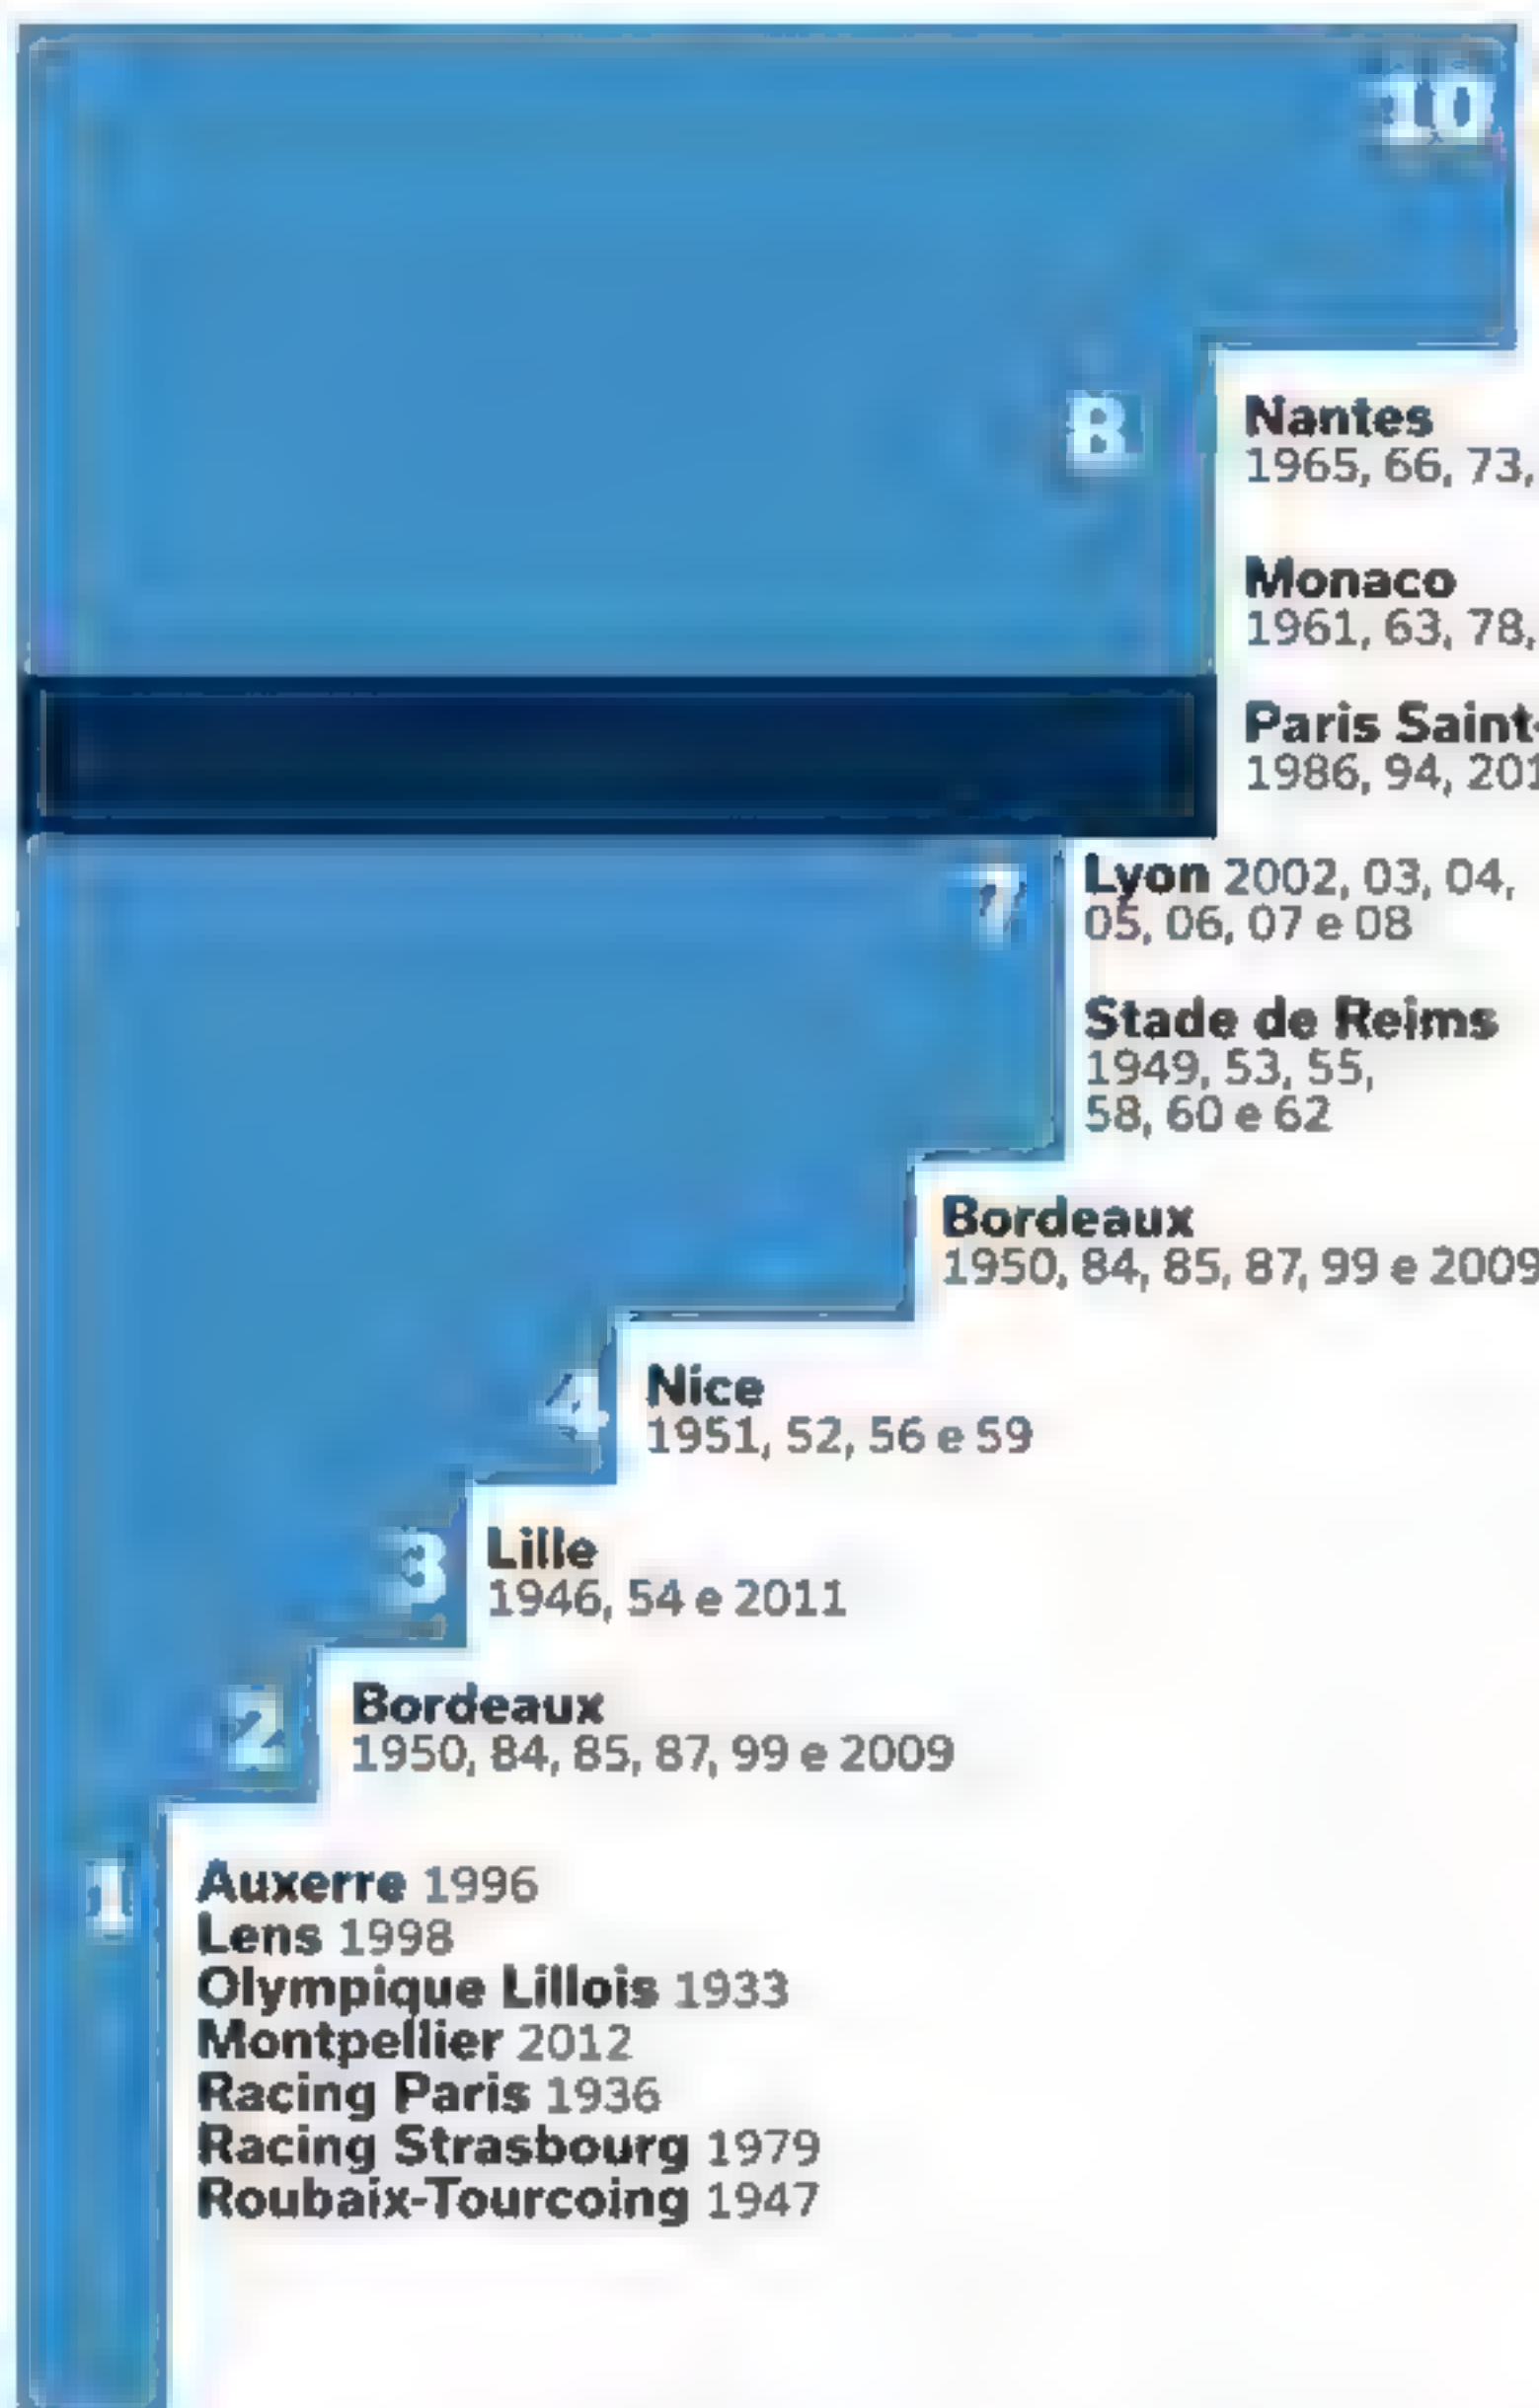 10
8
Nantes
1965, 66, 73,
Monaco
1961, 63, 78,
Paris Saint-
1986, 94, 201
7
Lyon 2002, 03, 04,
05, 06, 07 e 08
Stade de Reims
1949, 53, 55,
58, 60 e 62
Bordeaux
1950, 84, 85, 87, 99 e 2009
4
Nice
1951, 52, 56 e 59
3
Lille
1946, 54 e 2011
2
Bordeaux
1950, 84, 85, 87, 99 e 2009
1
Auxerre 1996
Lens 1998
Olympique Lillois 1933
Montpellier 2012
Racing Paris 1936
Racing Strasbourg 1979
Roubaix-Tourcoing 1947